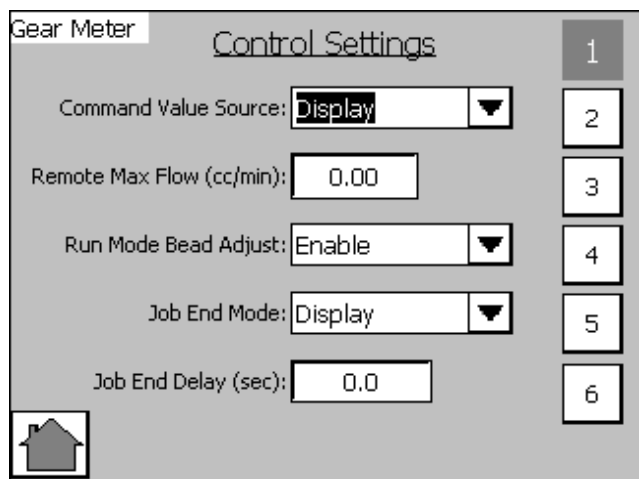 Gear Meter
Control Settings
1
Command Value Source: Display
2
Remote Max Flow (cc/min): 0.00
3
Run Mode Bead Adjust: Enable
4
Job End Mode: Display
5
Job End Delay (sec): 0.0
6